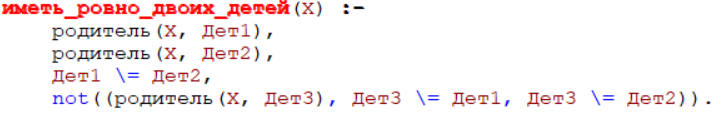 иметь_ровно_двоих_детей(X) :-
родитель(X, Дет1),
родитель(X, Дет2),
Дет1 \= Дет2,
not((родитель(X, Дет3), Дет3 \= Дет1, Дет3 \= Дет2)).